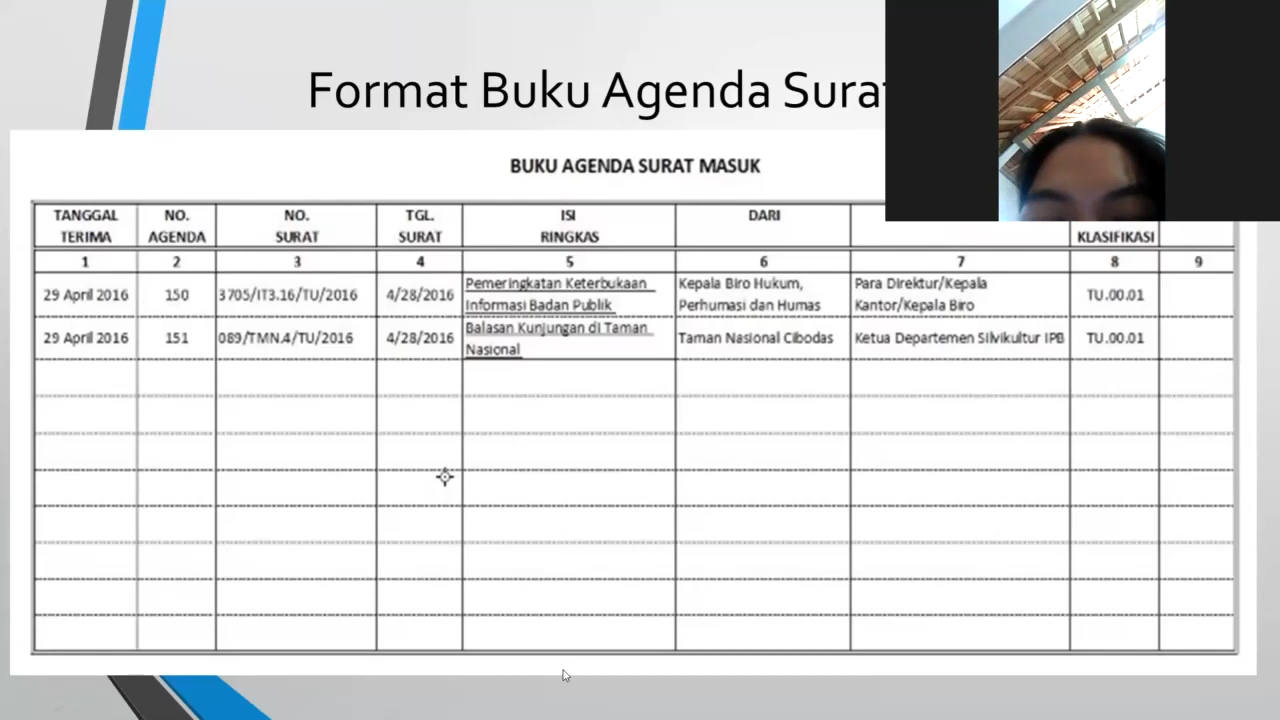 Format Buku Agenda Surat
BUKU AGENDA SURAT MASUK
TANGGAL TERIMA NO. AGENDA NO. SURAT TGL. SURAT ISI RINGKAS DARI KLASIFIKASI
1 2 3 4 5 6 7 8 9
29 April 2016 150 3705/IT3.16/TU/2016 4/28/2016 Pemeringkatan Keterbukaan Informasi Badan Publik Kepala Biro Hukum, Perhumasi dan Humas Para Direktur/Kepala Kantor/Kepala Biro TU.00.01
29 April 2016 151 089/TMN.4/TU/2016 4/28/2016 Balasan Kunjungan di Taman Nasional Taman Nasional Cibodas Ketua Departemen Silvikultur IPB TU.00.01